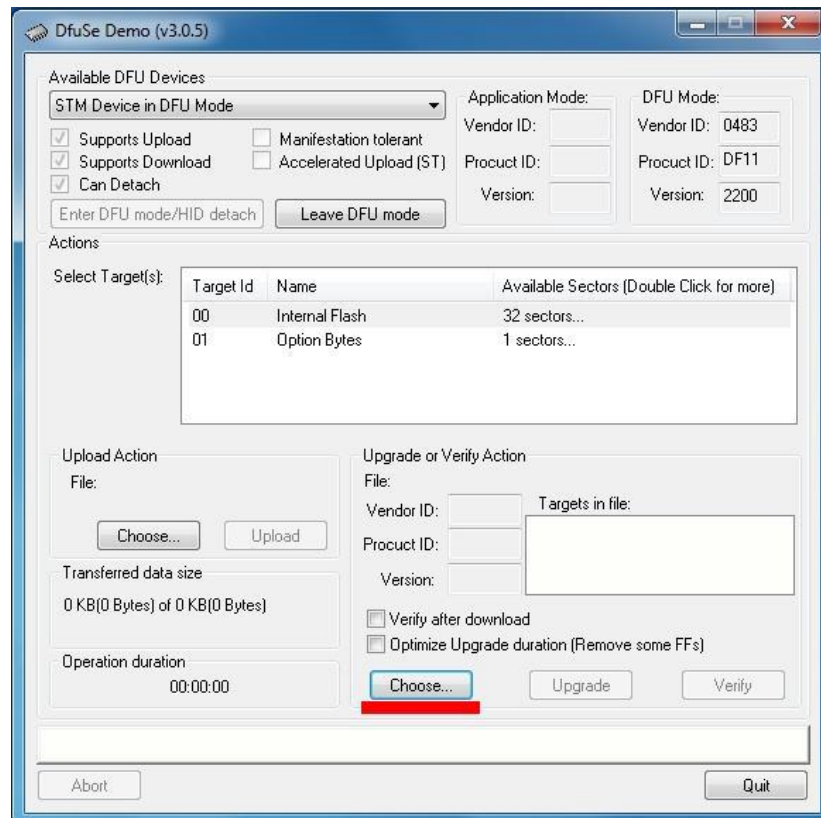 DfuSe Demo (v3.0.5)
Available DFU Devices
STM Device in DFU Mode
Supports Upload
Manifestation tolerant
Supports Download
Accelerated Upload (ST)
Can Detach
Enter DFU mode/HID detach
Leave DFU mode
Application Mode:
Vendor ID:
Procuct ID:
Version:
DFU Mode:
Vendor ID: 0483
Procuct ID: DF11
Version: 2200
Actions
Select Target(s):
Target Id Name Available Sectors (Double Click for more)
00 Internal Flash 32 sectors...
01 Option Bytes 1 sectors...
Upload Action
File:
Choose... Upload
Transferred data size
0 KB(0 Bytes) of 0 KB(0 Bytes)
Operation duration
00:00:00
Upgrade or Verify Action
File:
Vendor ID:
Procuct ID:
Version:
Targets in file:
Verify after download
Optimize Upgrade duration (Remove some FFs)
Choose... Upgrade Verify
Abort Quit